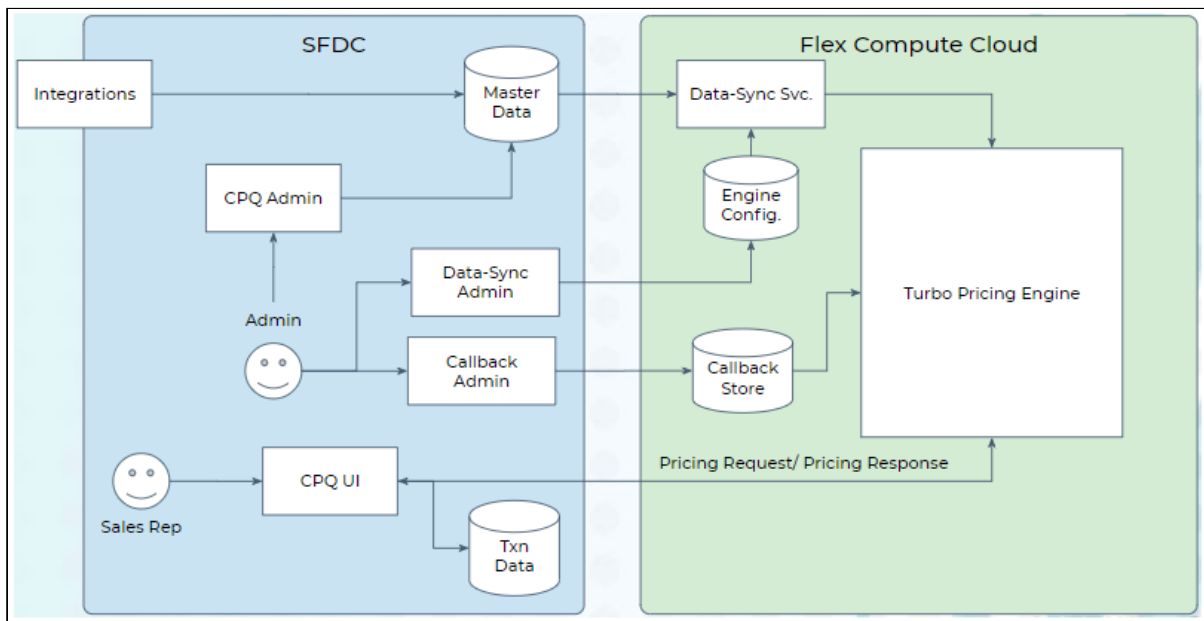 SFDC
Flex Compute Cloud
Integrations
Master
Data
Data-Sync Svc.
CPQ Admin
Engine
Config.
Data-Sync
Admin
Turbo Pricing Engine
Admin
Callback
Admin
Callback
Store
Pricing Request/ Pricing Response
CPQ UI
Sales Rep
Txn
Data